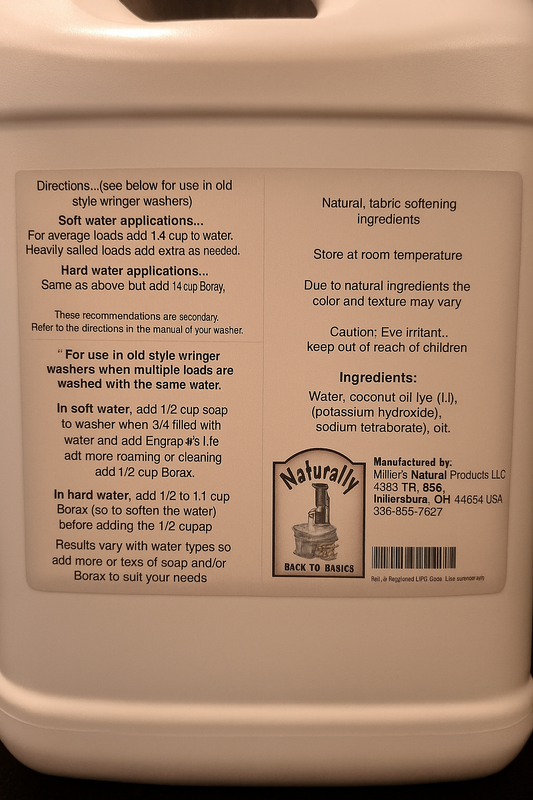 Directions...(see below for use in old
style wringer washers)
Soft water applications...
For average loads add 1.4 cup to water.
Heavily salled loads add extra as needed.
Hard water applications...
Same as above but add 14 cup Boray,
These recommendations are secondary.
Refer to the directions in the manual of your washer.
“For use in old style wringer
washers when multiple loads are
washed with the same water.
In soft water, add 1/2 cup soap
to washer when 3/4 filled with
water and add
adt more roaming or cleaning
add 1/2 cup Borax.
In hard water, add 1/2 to 1.1 cup
Borax (so to soften the water)
before adding the 1/2 cupap
Results vary with water types so
add more or texs of soap and/or
Borax to suit your needs
Natural, tabric softening
ingredients
Store at room temperature
Due to natural ingredients the
color and texture may vary
Caution: Eve irritant..
keep out of reach of children
Ingredients:
Water, coconut oil lye (I.I),
(potassium hydroxide),
sodium tetraborate), oit.
Naturally
BACK TO BASICS
Manufactured by:
Millier's Natural Products LLC
4383 TR, 856,
Iniliersbura, OH 44654 USA
336-855-7627